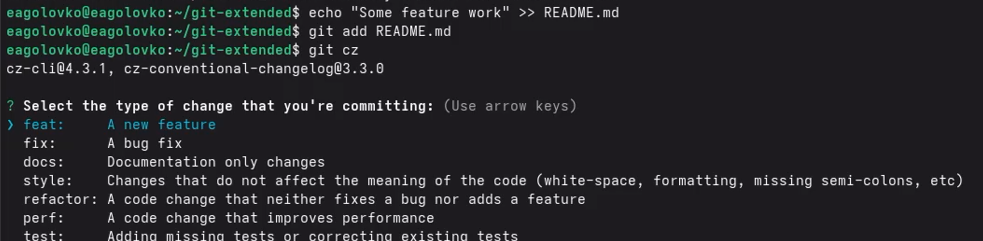 eagolovko@eagolovko:~/git-extended$ echo "Some feature work" >> README.md
eagolovko@eagolovko:~/git-extended$ git add README.md
eagolovko@eagolovko:~/git-extended$ git cz
cz-cli@4.3.1, cz-conventional-changelog@3.3.0
? Select the type of change that you're committing: (Use arrow keys)
❯ feat:     A new feature
  fix:      A bug fix
  docs:     Documentation only changes
  style:    Changes that do not affect the meaning of the code (white-space, formatting, missing semi-colons, etc)
  refactor: A code change that neither fixes a bug nor adds a feature
  perf:     A code change that improves performance
  test:     Adding missing tests or correcting existing tests